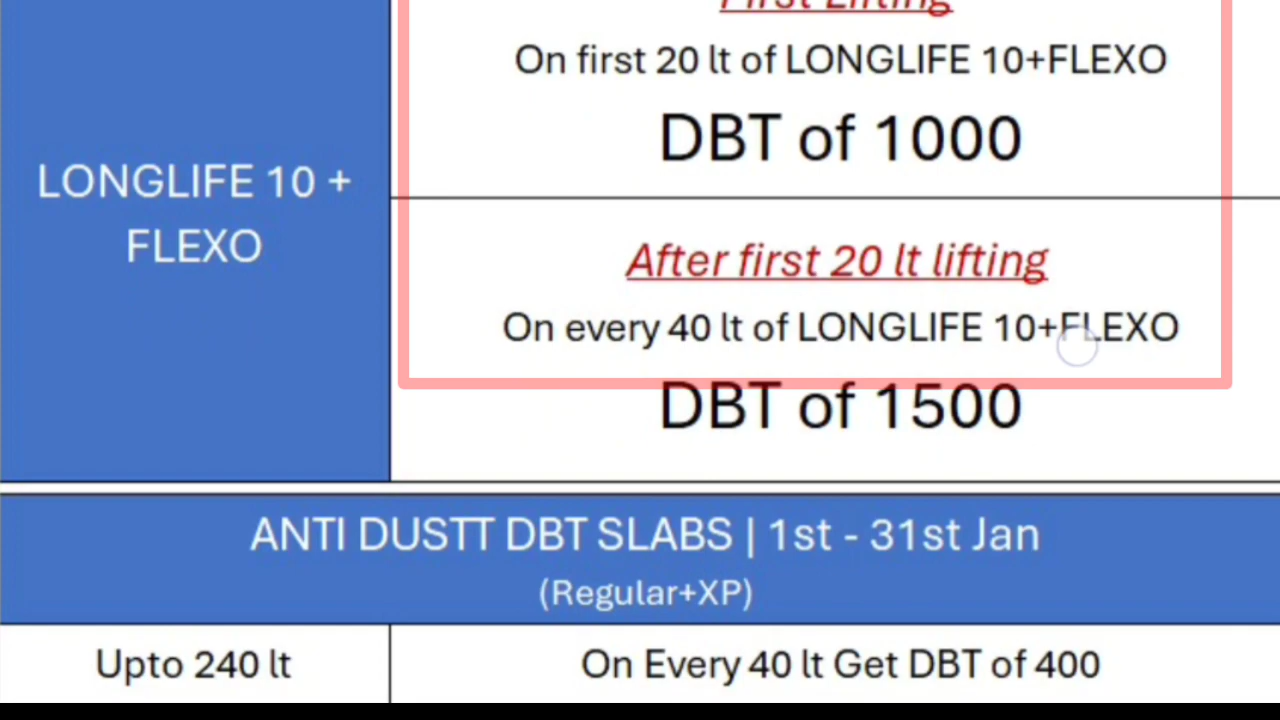 First Lifting
On first 20 lt of LONGLIFE 10+FLEXO
DBT of 1000
LONGLIFE 10 +
FLEXO
After first 20 lt lifting
On every 40 lt of LONGLIFE 10+FLEXO
DBT of 1500
ANTI DUSTT DBT SLABS | 1st - 31st Jan
(Regular+XP)
Upto 240 lt
On Every 40 lt Get DBT of 400